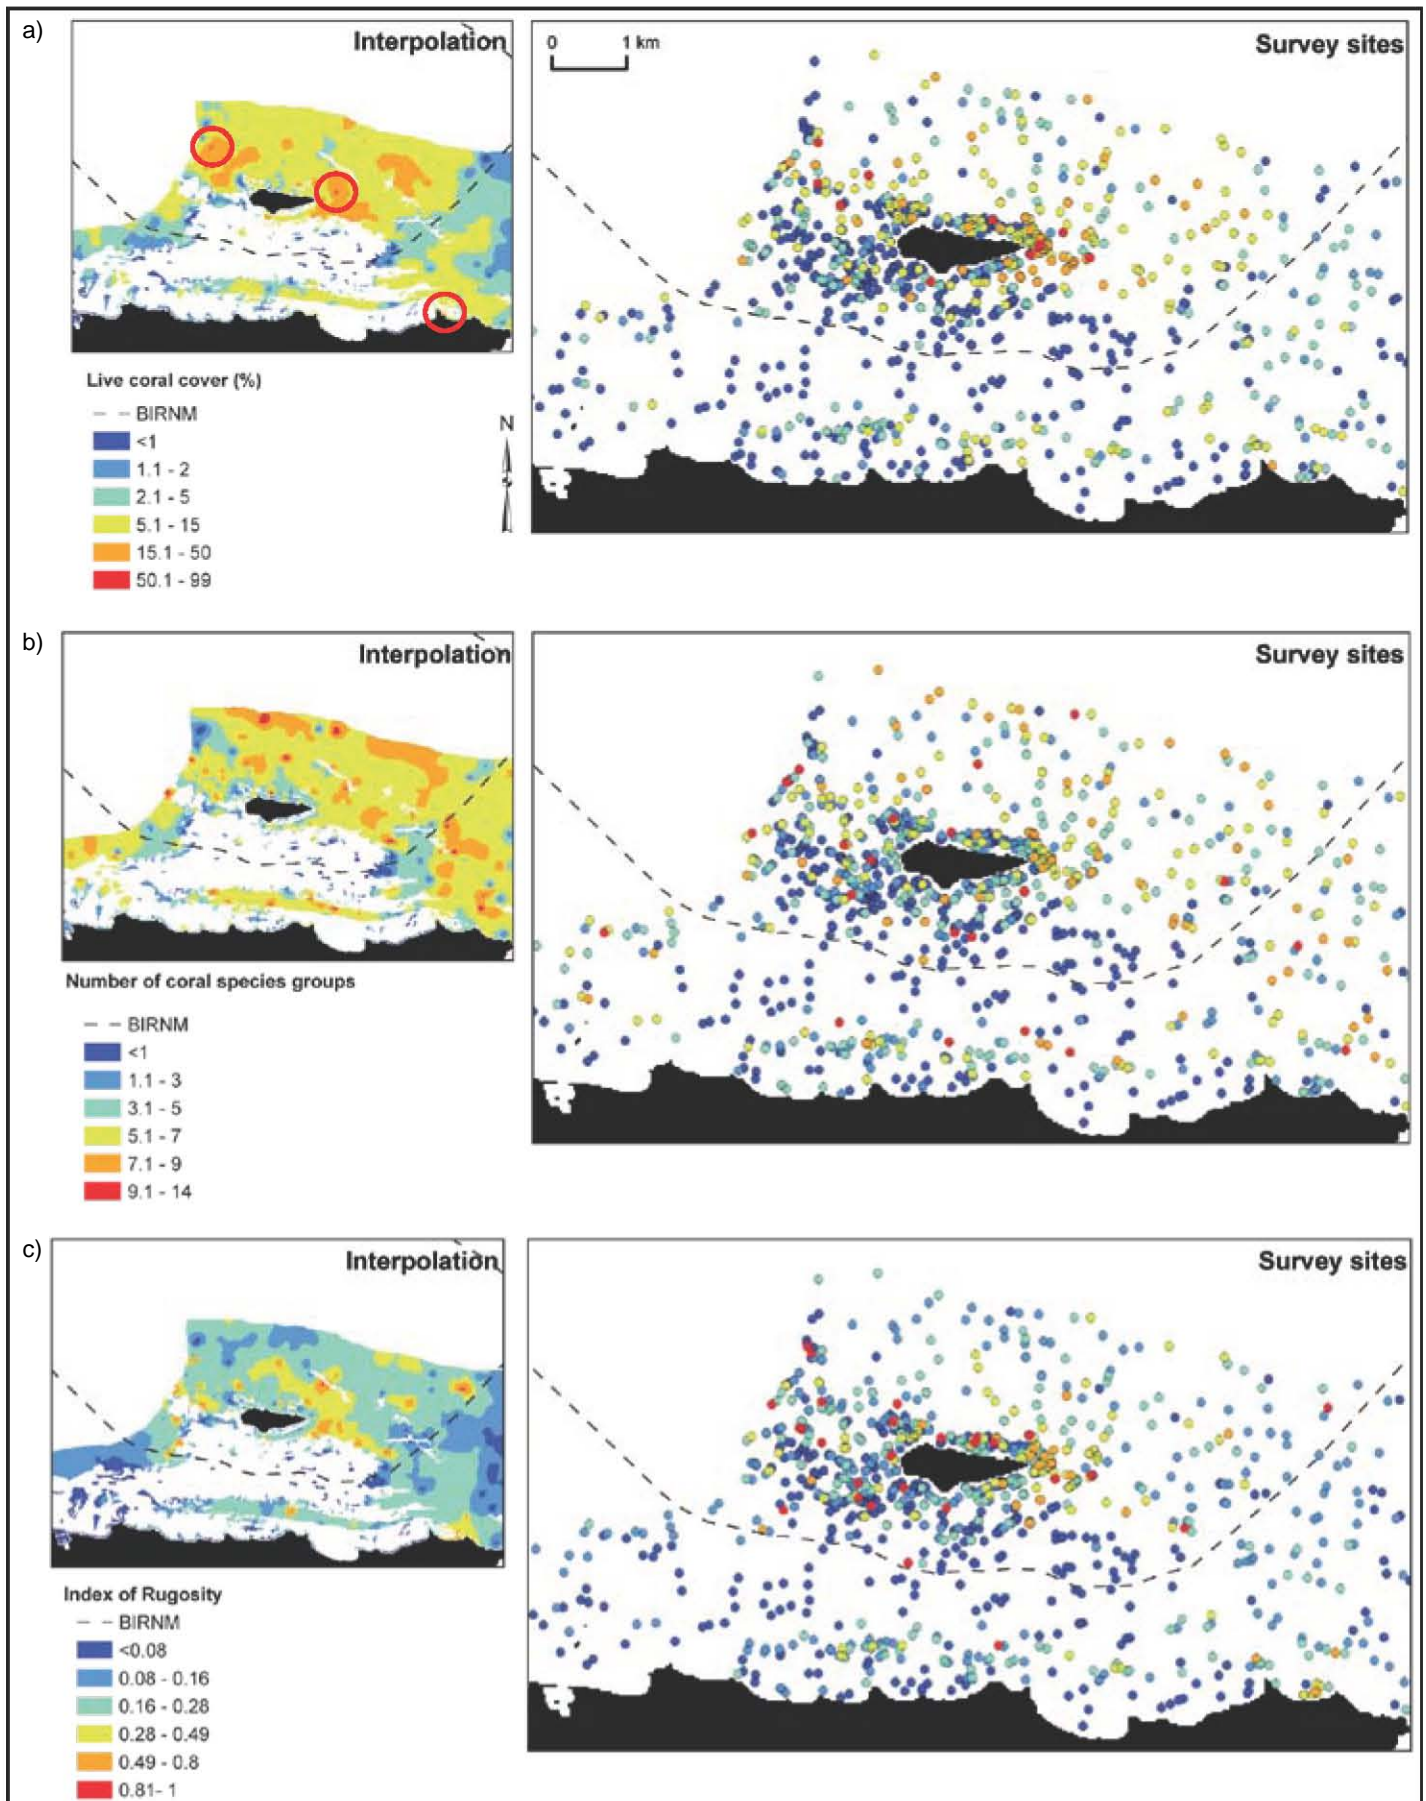 a)
Interpolation
0 1 km
Survey sites
Live coral cover (%)
BIRNM
<1
1.1 - 2
2.1 - 5
5.1 - 15
15.1 - 50
50.1 - 99
N
b)
Interpolation
Survey sites
Number of coral species groups
BIRNM
<1
1.1 - 3
3.1 - 5
5.1 - 7
7.1 - 9
9.1 - 14
c)
Interpolation
Survey sites
Index of Rugosity
BIRNM
<0.08
0.08 - 0.16
0.16 - 0.28
0.28 - 0.49
0.49 - 0.8
0.81- 1